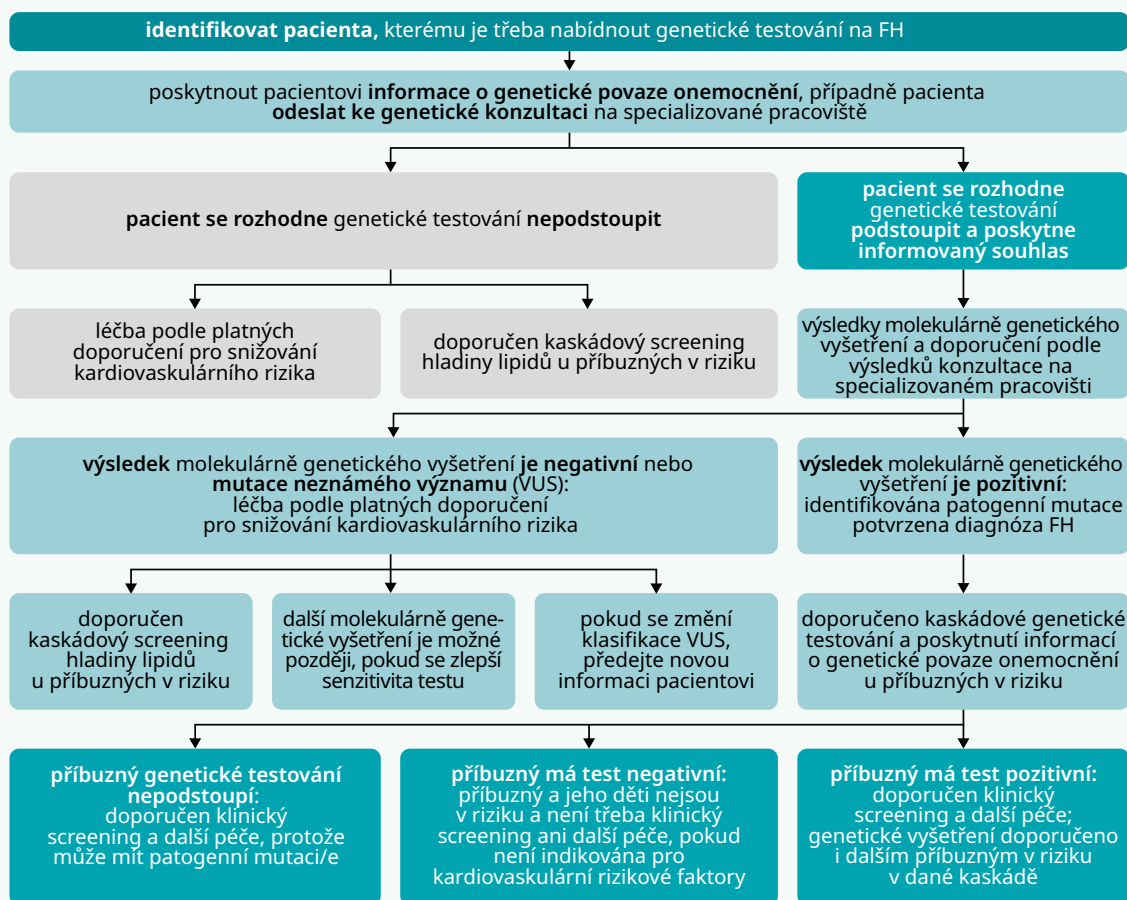 identifikovat pacienta, kterému je třeba nabídnout genetické testování na FH
poskytnout pacientovi informace o genetické povaze onemocnění, případně pacienta
odeslat ke genetické konzultaci na specializované pracoviště
pacient se rozhodne genetické testování nepodstoupit
pacient se rozhodne
genetické testování
podstoupit a poskytne
informovaný souhlas
léčba podle platných
doporučení pro snižování
kardiovaskulárního rizika
doporučen kaskádový screening
hladiny lipidů u příbuzných v riziku
výsledky molekulárně genetického
vyšetření a doporučení podle
výsledků konzultace na
specializovaném pracovišti
výsledek molekulárně genetického vyšetření je negativní nebo
mutace neznámého významu (VUS):
léčba podle platných doporučení
pro snižování kardiovaskulárního rizika
výsledek molekulárně genetického
vyšetření je pozitivní:
identifikována patogenní mutace
potvrzena diagnóza FH
doporučen
kaskádový screening
hladiny lipidů
u příbuzných v riziku
další molekulárně gene-
tické vyšetření je možné
později, pokud se zlepší
senzitivita testu
pokud se změní
klasifikace VUS,
předejte novou
informaci pacientovi
doporučeno kaskádové genetické
testování a poskytnutí informací
o genetické povaze onemocnění
u příbuzných v riziku
příbuzný genetické testování
nepodstoupí:
doporučen klinický
screening a další péče, protože
může mít patogenní mutaci/e
příbuzný má test negativní:
příbuzný a jeho děti nejsou
v riziku a není třeba klinický
screening ani další péče, pokud
není indikována pro
kardiovaskulární rizikové faktory
příbuzný má test pozitivní:
doporučen klinický
screening a další péče;
genetické vyšetření doporučeno
i dalším příbuzným v riziku
v dané kaskádě